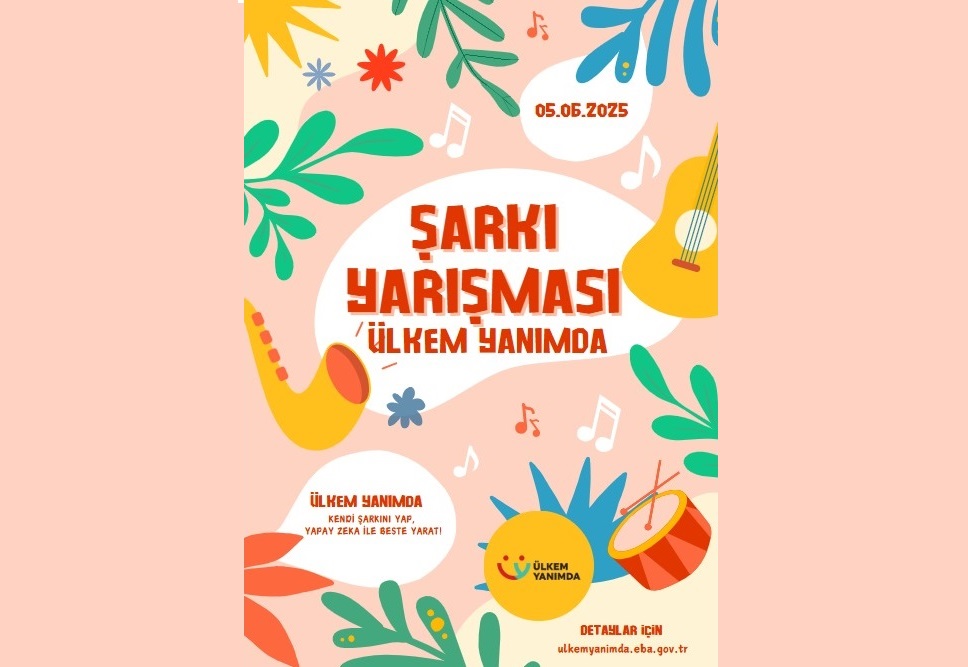 05.06.2025
ŞARKI
YARIŞMASI
ÜLKEM YANIMDA
ÜLKEM YANIMDA
KENDİ ŞARKINI YAP,
YAPAY ZEKA İLE BESTE YARAT!
ÜLKEM
YANIMDA
DETAYLAR İÇİN
ulkemyanimda.eba.gov.tr